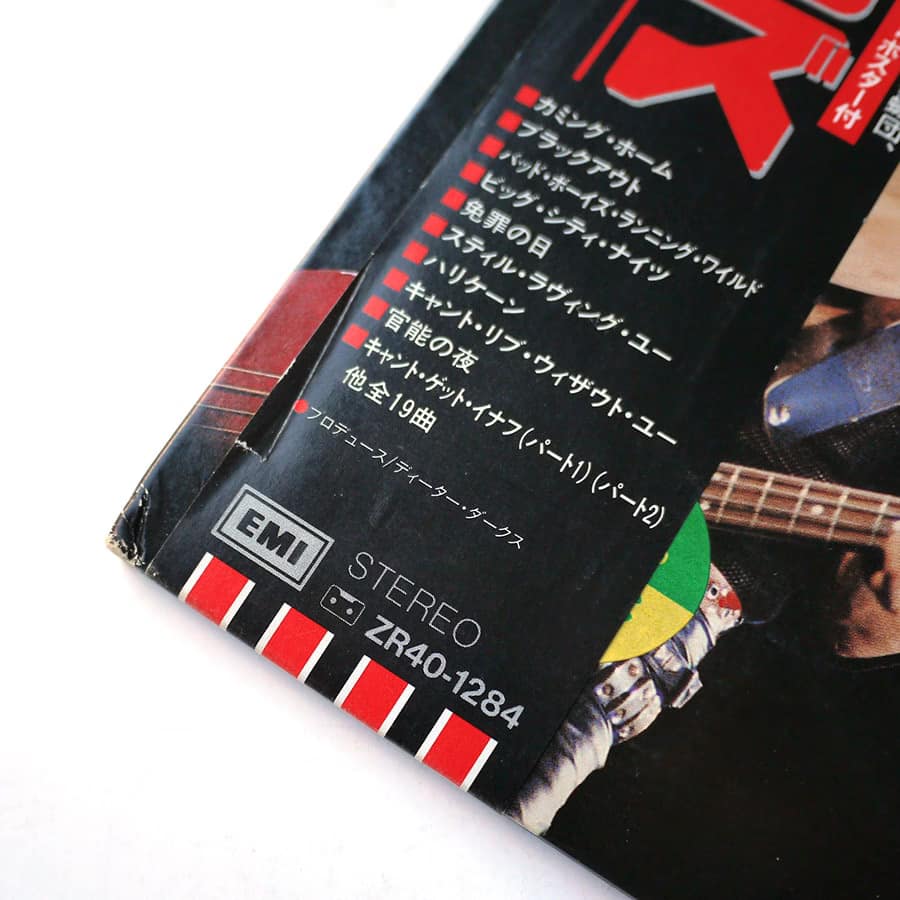 ズ
ポスター付
団、
■カミング・ホーム
■ブラックアウト
■バッド・ボーイズ・ランニング・ワイルド
■ビッグ・シティ・ナイツ
■免罪の日
■スティル・ラヴィング・ユー
■ハリケーン
■キャント・リブ・ウィザウト・ユー
■官能の夜
■キャント・ゲット・イナフ(パート1)(パート2)
他全19曲
●プロデュース/ディーター・ダークス
EMI
STEREO
ZR40-1284